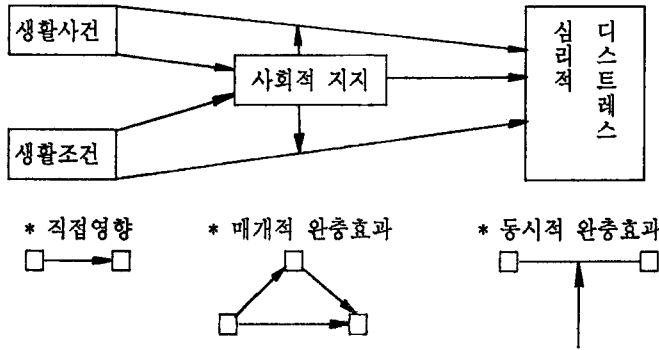 생활사건
사회적 지지
생활조건
심리적
디스트레스
* 직접영향
* 매개적 완충효과
* 동시적 완충효과